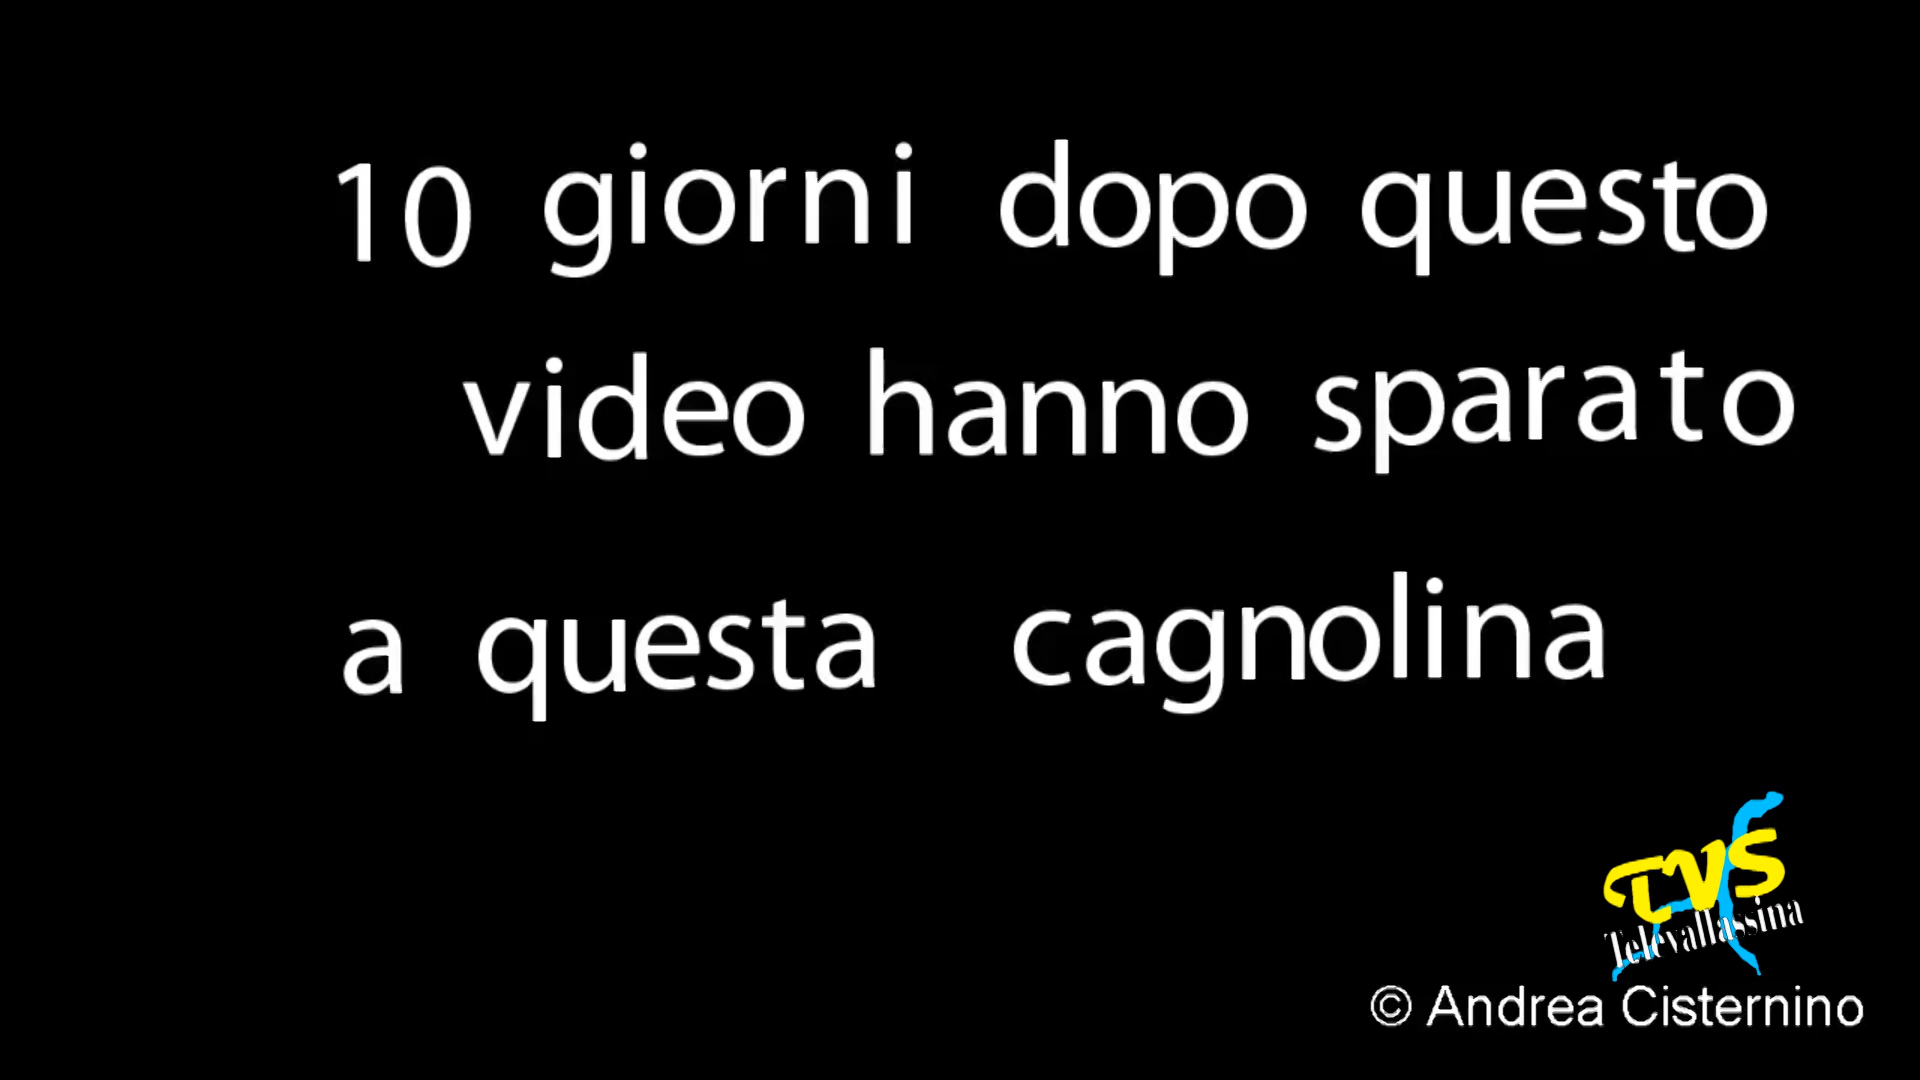 10 giorni dopo questo
video hanno sparato
a questa cagnolina
TVS
Televallassina
© Andrea Cisternino